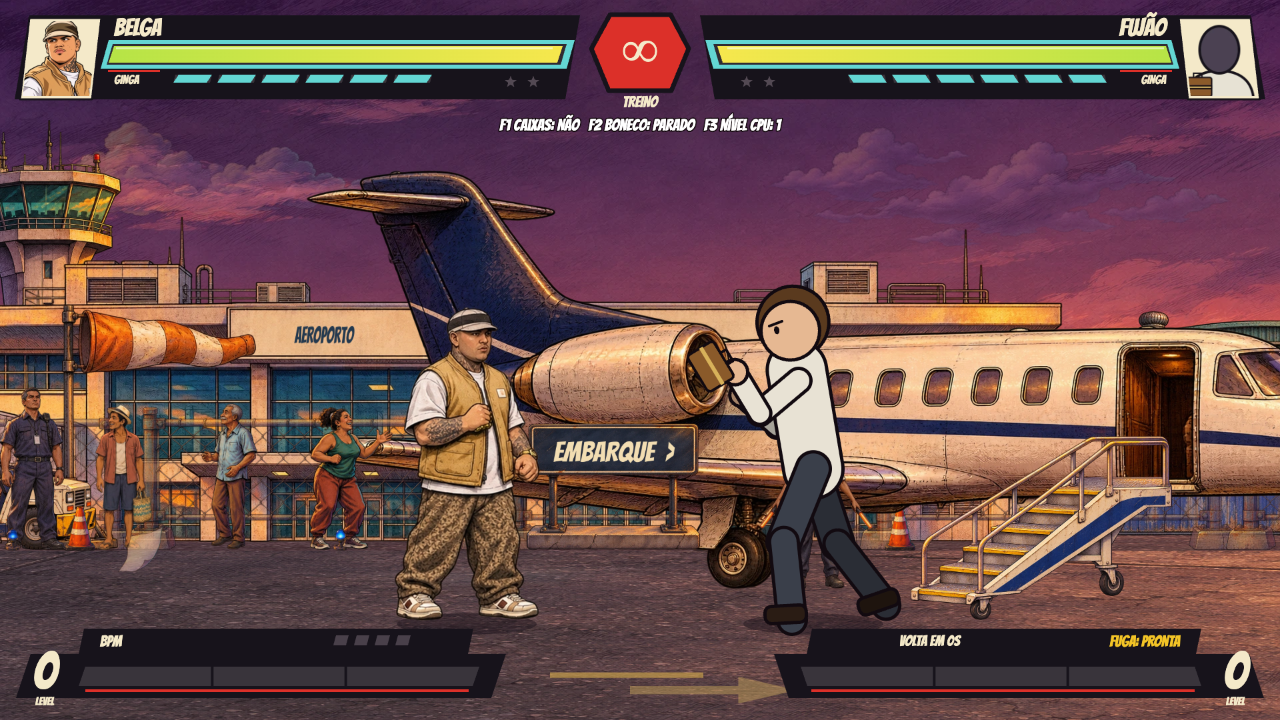 BELGA
FUJÃO
GINGA
GINGA
∞
TREINO
F1 CAIXAS: NÃO F2 BONECO: PARADO F3 NÍVEL CPU: 1
AEROPORTO
EMBARQUE >
BPM
VOLTA EM 0S
FUGA: PRONTA
0
LEVEL
0
LEVEL